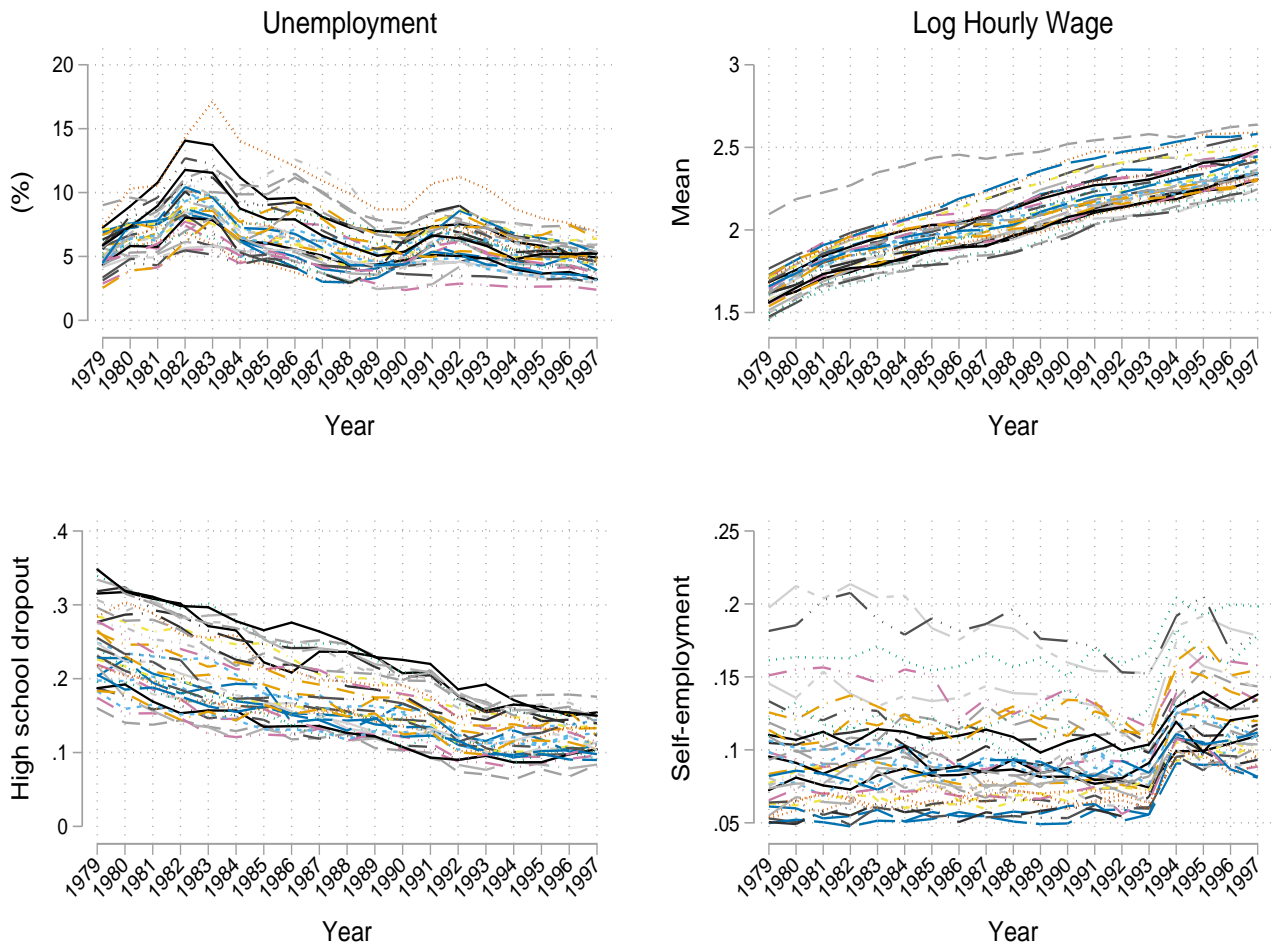 Unemployment
(%)
20
15
10
5
0
1979 1980 1981 1982 1983 1984 1985 1986 1987 1988 1989 1990 1991 1992 1993 1994 1995 1996 1997
Year
Log Hourly Wage
Mean
3
2.5
2
1.5
1979 1980 1981 1982 1983 1984 1985 1986 1987 1988 1989 1990 1991 1992 1993 1994 1995 1996 1997
Year
High school dropout
.4
.3
.2
.1
0
1979 1980 1981 1982 1983 1984 1985 1986 1987 1988 1989 1990 1991 1992 1993 1994 1995 1996 1997
Year
Self-employment
.25
.2
.15
.1
.05
1979 1980 1981 1982 1983 1984 1985 1986 1987 1988 1989 1990 1991 1992 1993 1994 1995 1996 1997
Year